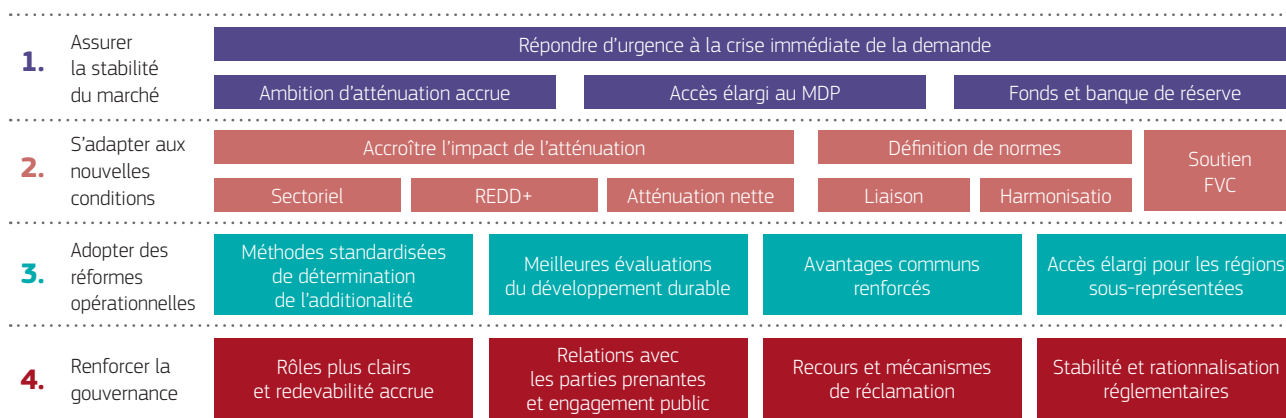 1.
Assurer
la stabilité
du marché
Répondre d’urgence à la crise immédiate de la demande
Ambition d’atténuation accrue
Accès élargi au MDP
Fonds et banque de réserve
2.
S’adapter aux
nouvelles
conditions
Accroître l’impact de l’atténuation
Définition de normes
Soutien
FVC
Sectoriel
REDD+
Atténuation nette
Liaison
Harmonisatio
3.
Adopter des
réformes
opérationnelles
Méthodes standardisées
de détermination
de l’additionalité
Meilleures évaluations
du développement durable
Avantages communs
renforcés
Accès élargi pour les régions
sous-représentées
4.
Renforcer la
gouvernance
Rôles plus clairs
et redevabilité accrue
Relations avec
les parties prenantes
et engagement public
Recours et mécanismes
de réclamation
Stabilité et rationnalisation
réglementaires